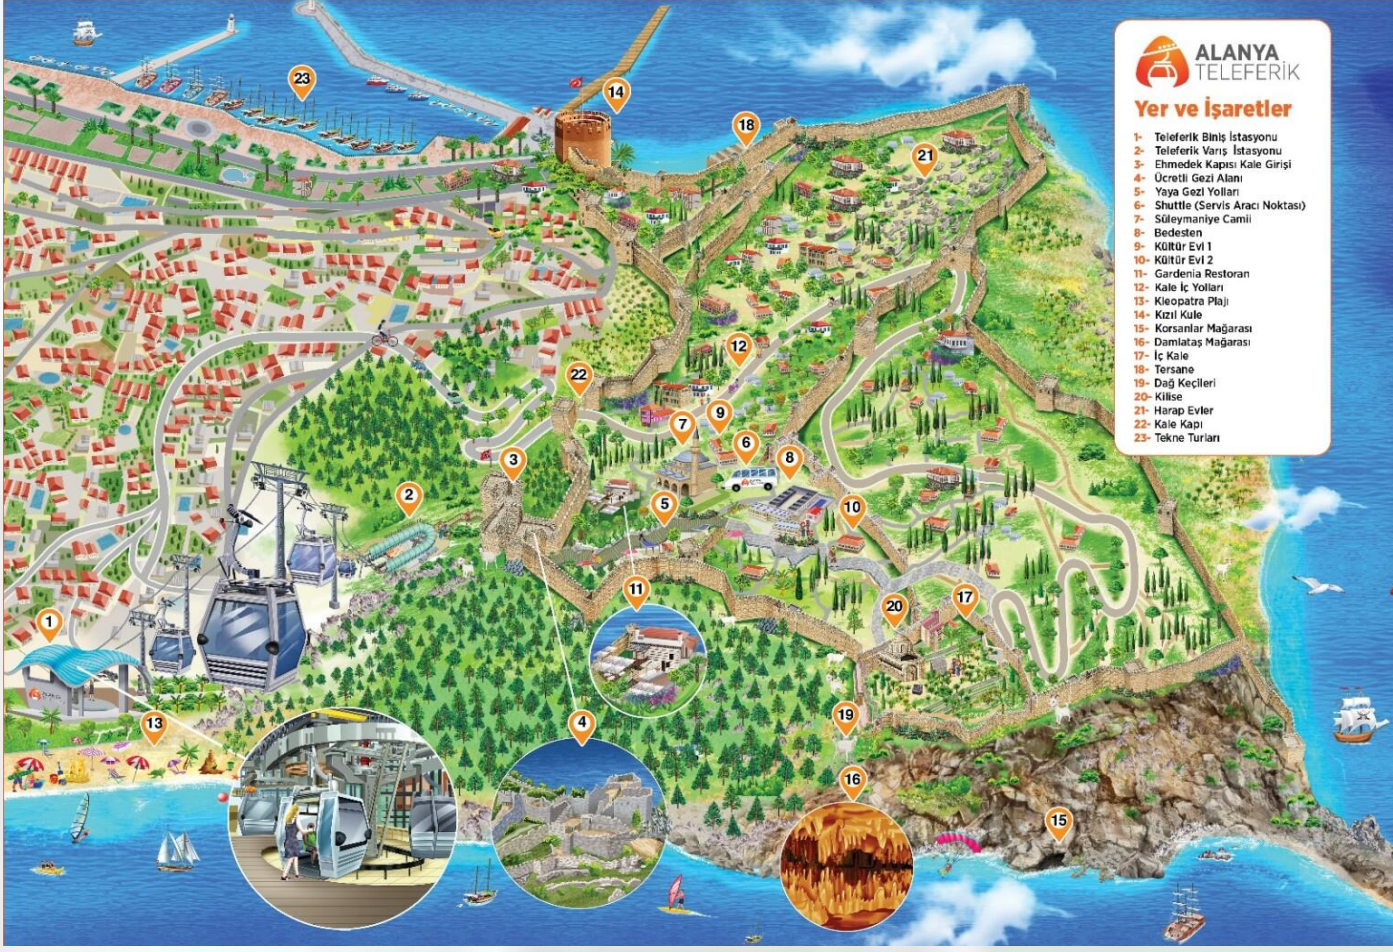 ALANYA
TELEFERİK
Yer ve İşaretler
1- Teleferik Biniş İstasyonu
2- Teleferik Varış İstasyonu
3- Ehmedek Kapısı Kale Girişi
4- Ücretli Gezi Alanı
5- Yaya Gezi Yolları
6- Shuttle (Servis Aracı Noktası)
7- Süleymaniye Camii
8- Bedesten
9- Kültür Evi 1
10- Kültür Evi 2
11- Gardenia Restoran
12- Kale İç Yolları
13- Kleopatra Plajı
14- Kızıl Kule
15- Korsanlar Mağarası
16- Damlataş Mağarası
17- İç Kale
18- Tersane
19- Dağ Keçileri
20- Kilise
21- Harap Evler
22- Kale Kapı
23- Tekne Turları
23
14
18
21
12
22
9
7
6
8
3
2
5
10
11
17
20
1
ALANYA
13
4
19
16
15